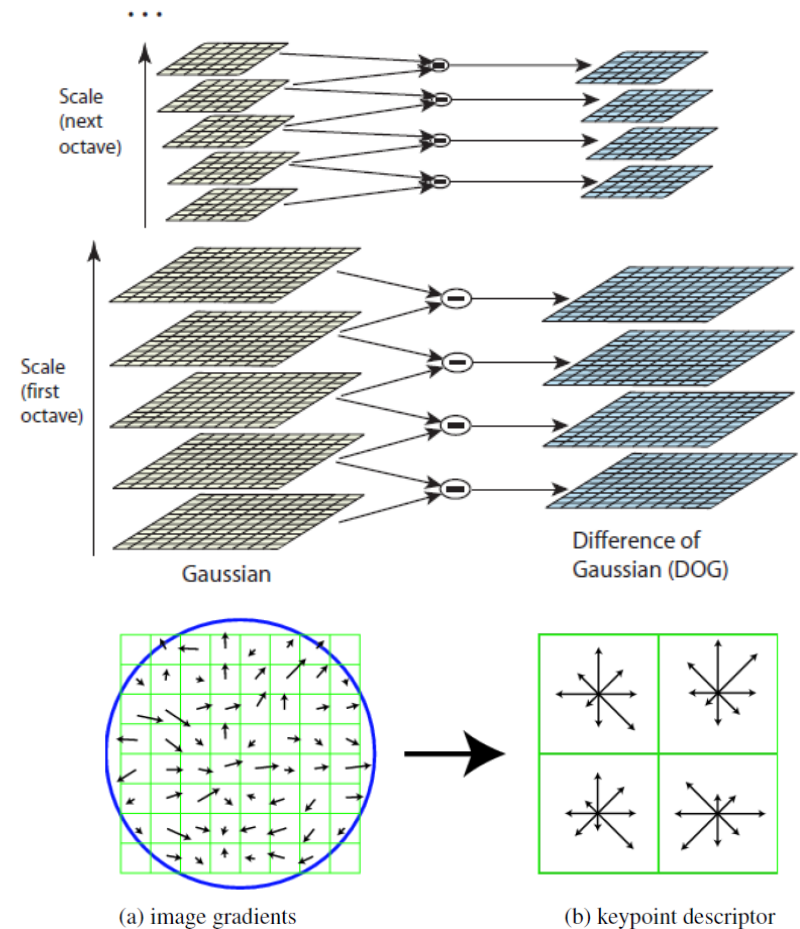 ...
Scale
(next
octave)
Scale
(first
octave)
Gaussian
Difference of
Gaussian (DOG)
(a) image gradients
(b) keypoint descriptor